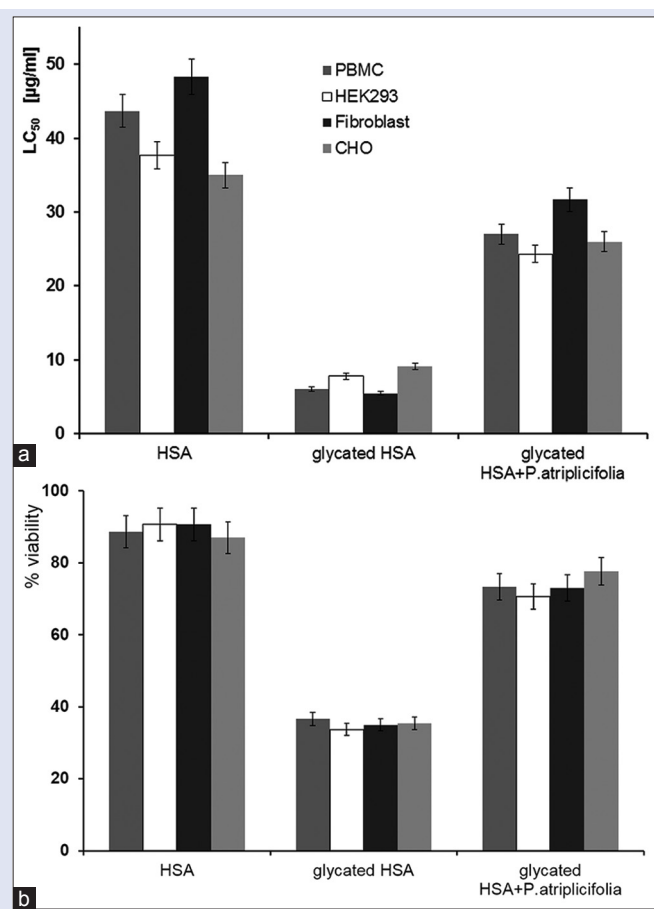 LC50 [µg/ml]
50
40
30
20
10
0
PBMC
HEK293
Fibroblast
CHO
HSA
glycated HSA
glycated
HSA+P.atriplicifolia
a
% viability
100
80
60
40
20
0
HSA
glycated HSA
glycated
HSA+P.atriplicifolia
b